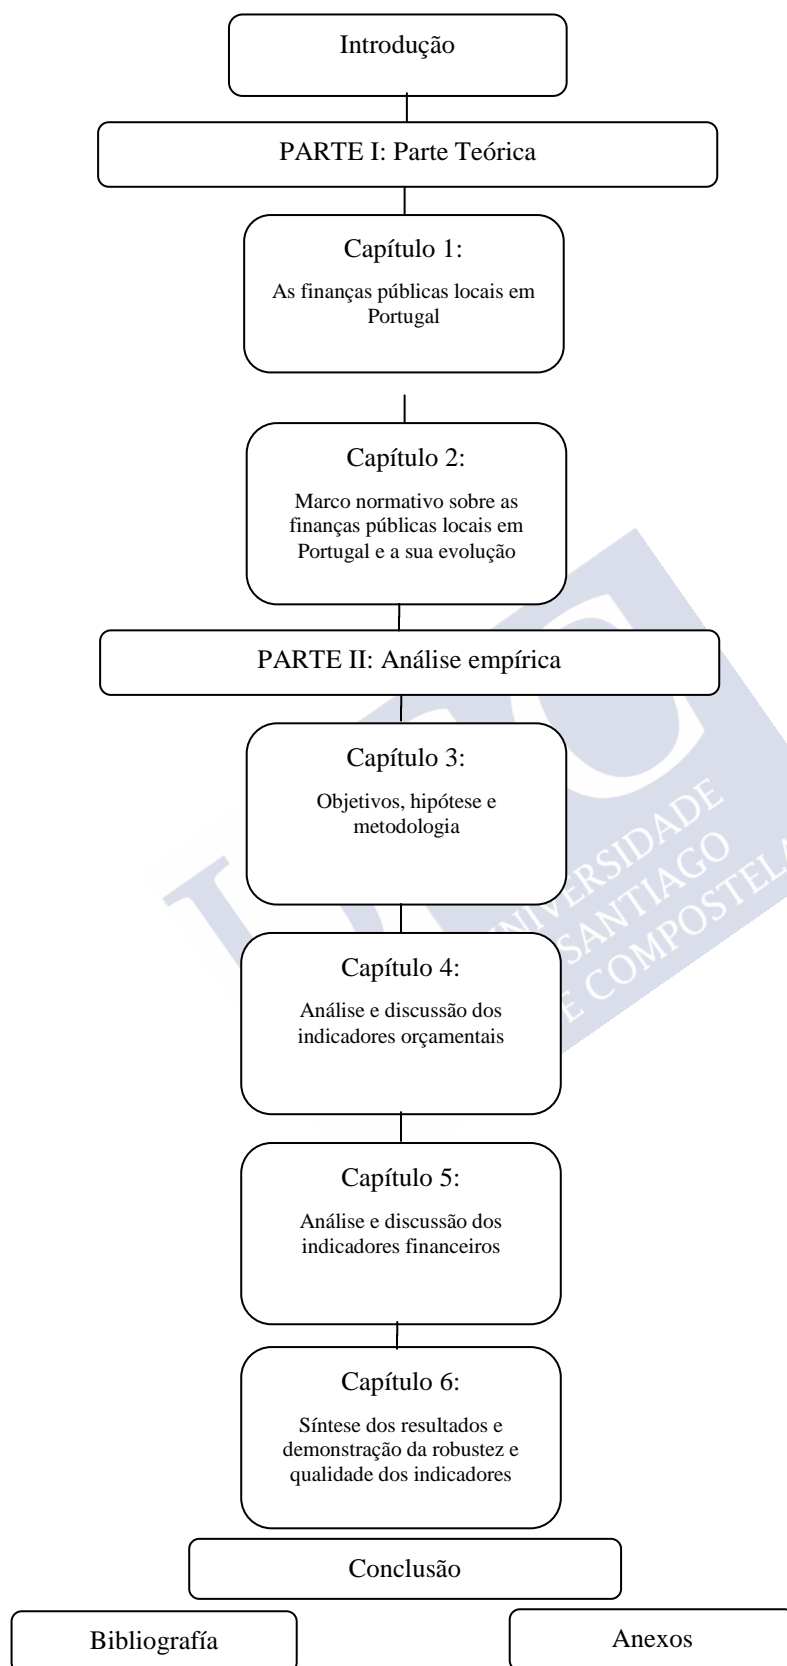 Introdução
PARTE I: Parte Teórica
Capítulo 1:
As finanças públicas locais em
Portugal
Capítulo 2:
Marco normativo sobre as
finanças públicas locais em
Portugal e a sua evolução
PARTE II: Análise empírica
Capítulo 3:
Objetivos, hipótese e
metodologia
Capítulo 4:
Análise e discussão dos
indicadores orçamentais
Capítulo 5:
Análise e discussão dos
indicadores financeiros
Capítulo 6:
Síntese dos resultados e
demonstração da robustez e
qualidade dos indicadores
Conclusão
Bibliografía
Anexos
SANTIAGO
COMPOSTELA